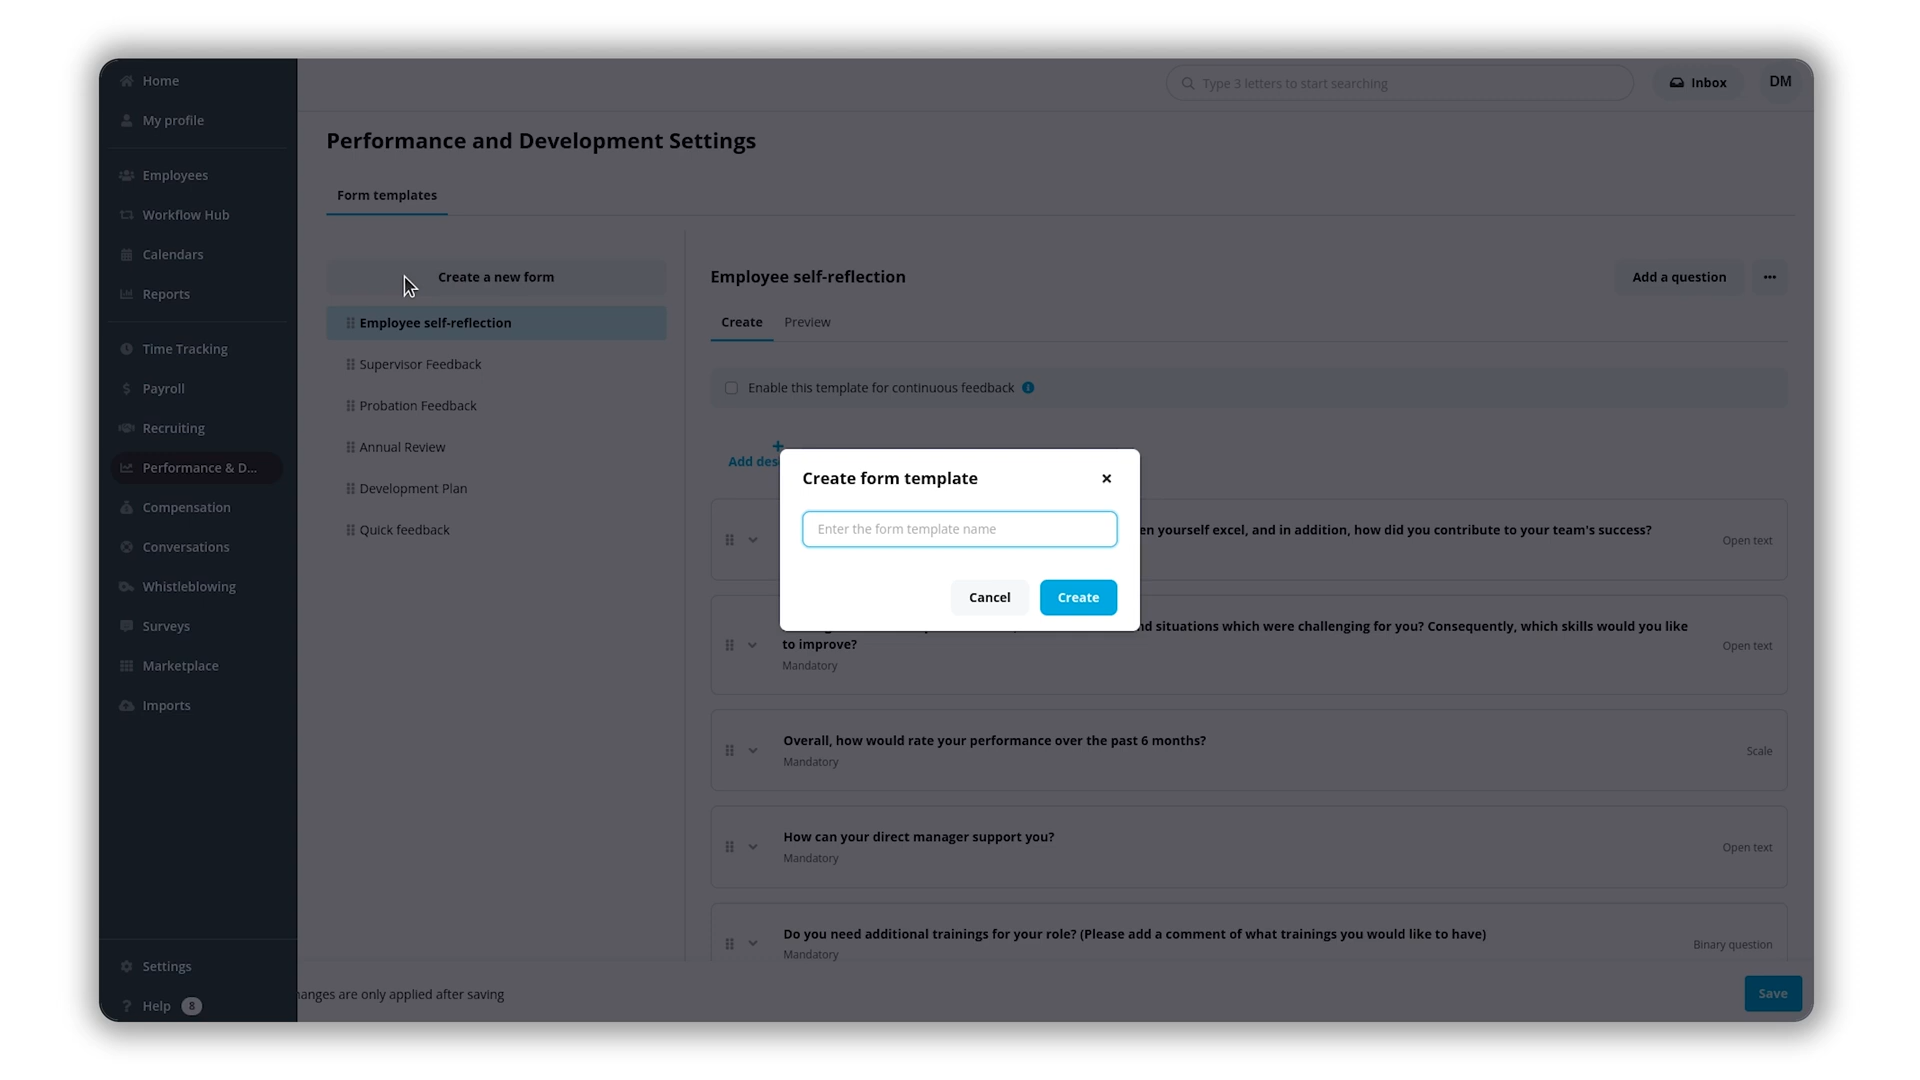 Home
My profile
Employees
Workflow Hub
Calendars
Reports
Time Tracking
Payroll
Recruiting
Performance & D...
Compensation
Conversations
Whistleblowing
Surveys
Marketplace
Imports
Settings
Help 8
Type 3 letters to start searching
Inbox
DM
Performance and Development Settings
Form templates
Create a new form
Employee self-reflection
Supervisor Feedback
Probation Feedback
Annual Review
Development Plan
Quick feedback
Employee self-reflection
Add a question
Create Preview
Enable this template for continuous feedback
Add
Create form template
Enter the form template name
Cancel Create
yourself excel, and in addition, how did you contribute to your team's success?
Open text
situations which were challenging for you? Consequently, which skills would you like
to improve?
Mandatory
Open text
Overall, how would rate your performance over the past 6 months?
Mandatory
Scale
How can your direct manager support you?
Mandatory
Open text
Do you need additional trainings for your role? (Please add a comment of what trainings you would like to have)
Mandatory
Binary question
are only applied after saving
Save